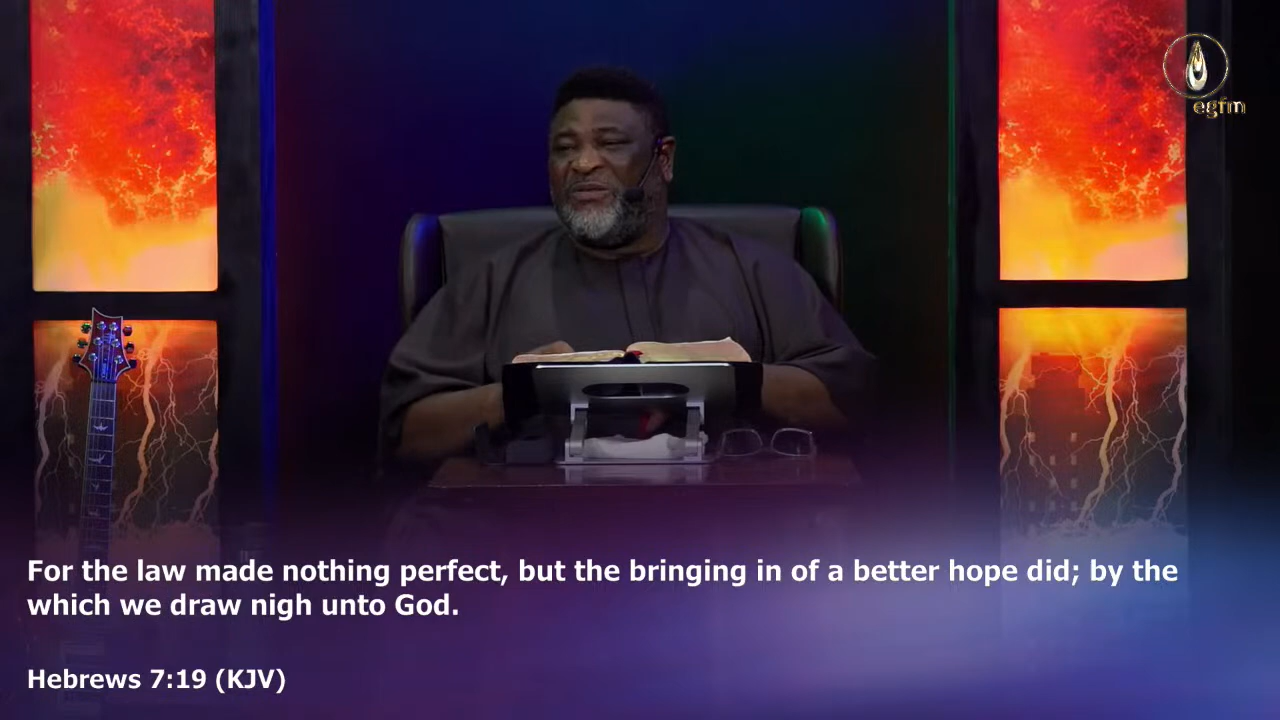 egfm
For the law made nothing perfect, but the bringing in of a better hope did; by the
which we draw nigh unto God.
Hebrews 7:19 (KJV)